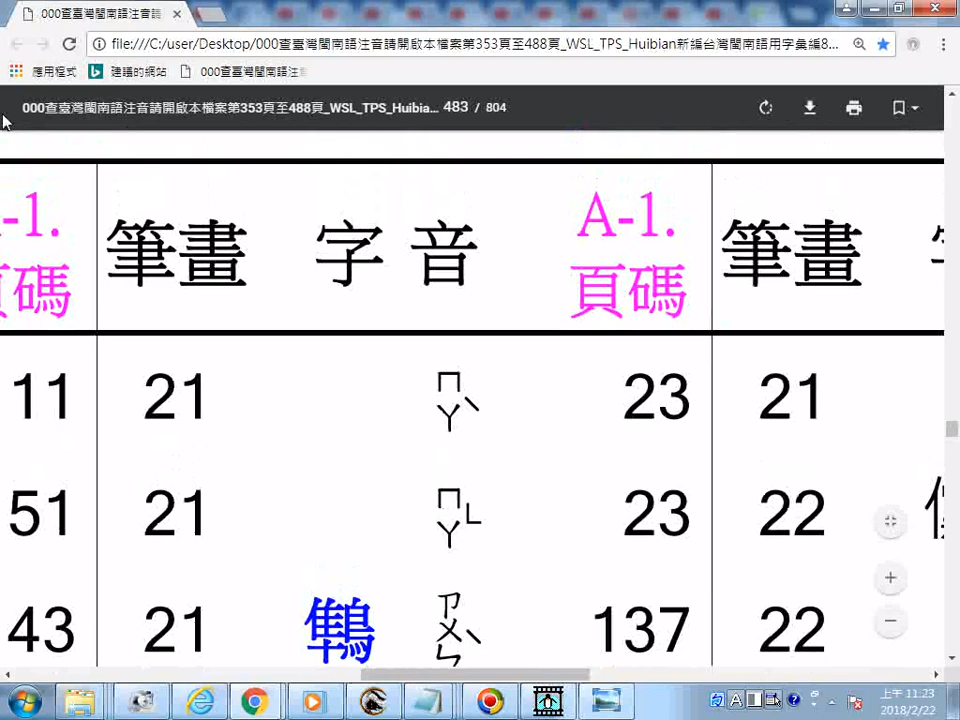 000查臺灣閩南語注音請
file:///C:/user/Desktop/000查臺灣閩南語注音請開啟本檔案第353頁至488頁_WSL_TPS_Huibian新編台灣閩南語用字彙編8...
應用程式 建議的網站 000查臺灣閩南語注
000查臺灣閩南語注音請開啟本檔案第353頁至488頁_WSL_TPS_Huibia... 483 / 804
-1. 頁碼 筆畫 字 音 A-1. 頁碼 筆畫
11 21 ㄇㄚˋ 23 21
51 21 ㄇㄚ㆐ 23 22
43 21 鷨 ㄗㄨㄣˋ 137 22
上午 11:23
2018/2/22